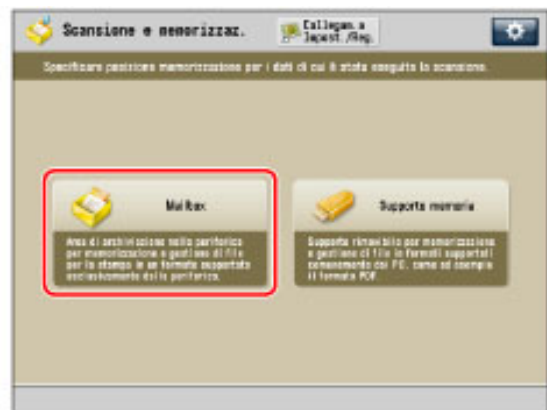 Scansione e memorizzaz.
Collegam. a
Impost./Reg.
Specificare posizione memorizzazione per i dati di cui è stata eseguita la scansione.
Mailbox
Area di archiviazione nella periferica
per memorizzazione e gestione di file
per la stampa in un formato supportato
esclusivamente dalla periferica.
Supporto memoria
Supporto rimovibile per memorizzazione
e gestione di file in formati supportati
comunemente dai PC, come ad esempio
il formato PDF.